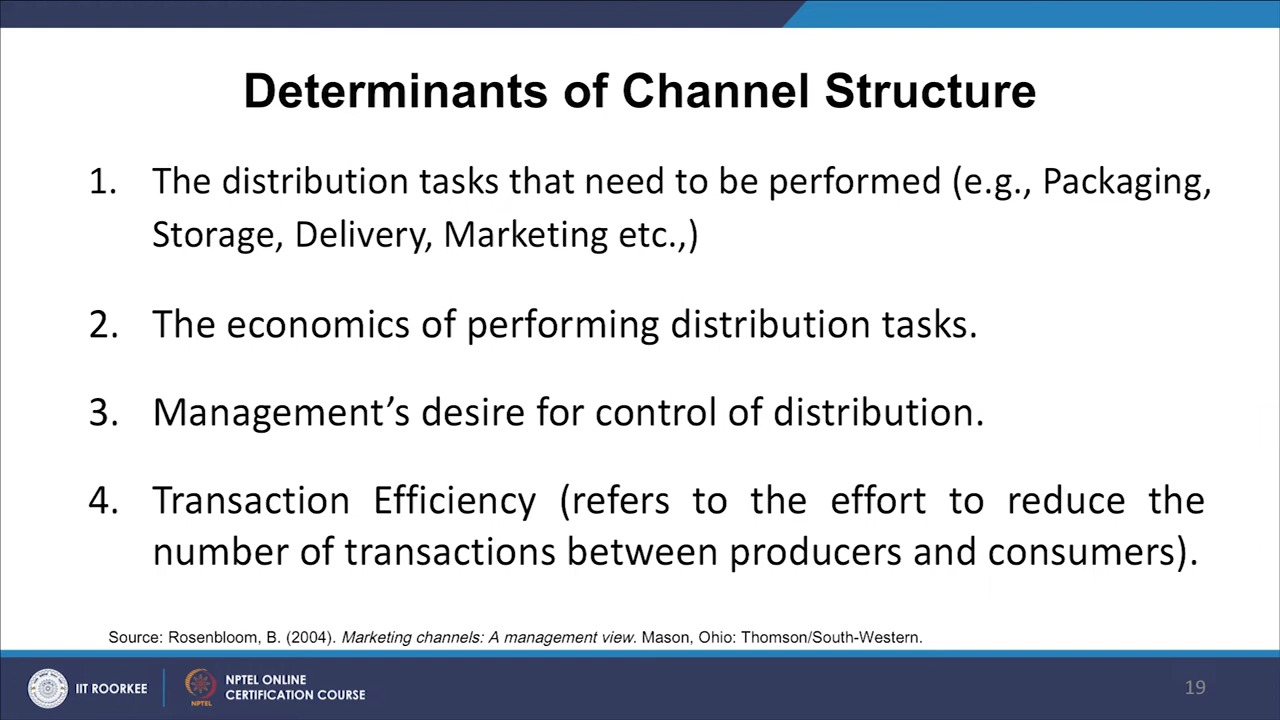 Determinants of Channel Structure
1. The distribution tasks that need to be performed (e.g., Packaging,
Storage, Delivery, Marketing etc.,)
2. The economics of performing distribution tasks.
3. Management’s desire for control of distribution.
4. Transaction Efficiency (refers to the effort to reduce the
number of transactions between producers and consumers).
Source: Rosenbloom, B. (2004). Marketing channels: A management view. Mason, Ohio: Thomson/South-Western.
IIT ROORKEE
NPTEL
NPTEL ONLINE
CERTIFICATION COURSE
19